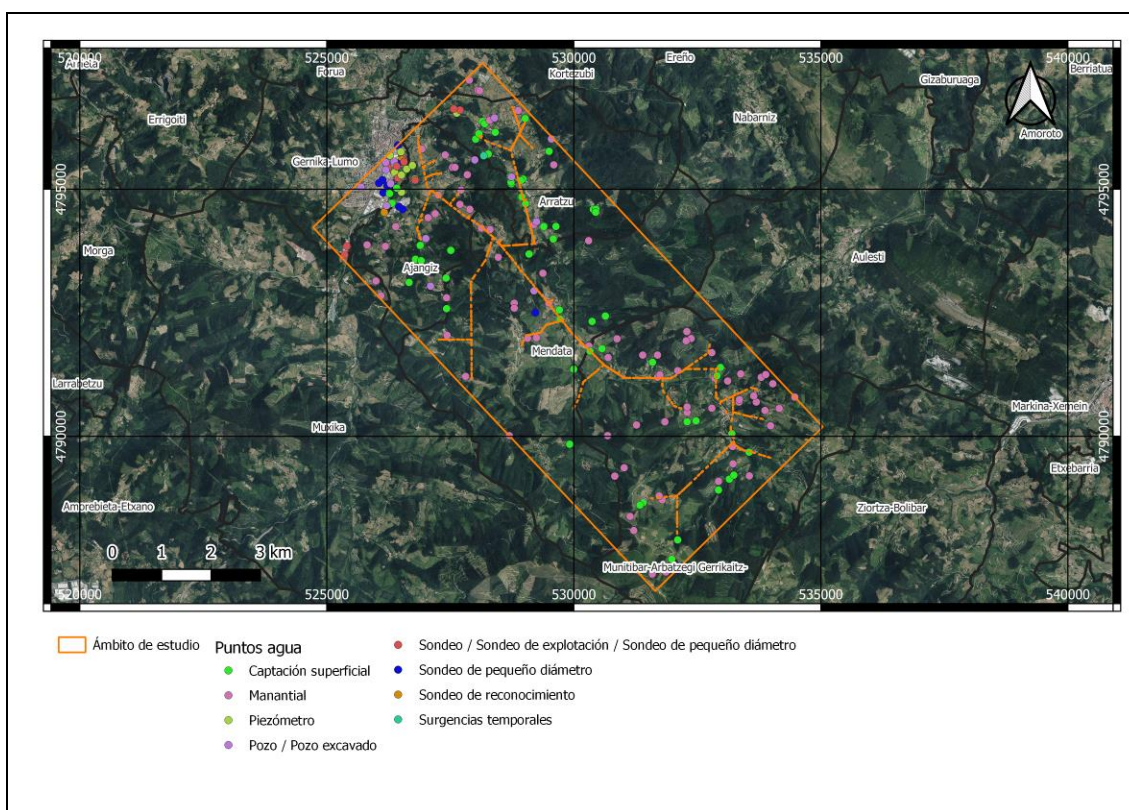 520000
525000
530000
535000
540000
Arrieta
Forua
Kortezubi
Ereño
Gizaburuaga
Berriatua
Errigoiti
Nabarniz
Amoroto
Gernika-Lumo
4795000
4795000
Arratzu
Morga
Ajangiz
Aulesti
Mendata
Larrabetzu
Muxika
Markina-Xemein
4790000
4790000
Etxebarria
Amorebieta-Etxano
Ziortza-Bolibar
0 1 2 3 km
Munitibar-Arbatzegi Gerrikaitz-
520000
525000
530000
535000
540000
Ámbito de estudio
Puntos agua
Captación superficial
Manantial
Piezómetro
Pozo / Pozo excavado
Sondeo / Sondeo de explotación / Sondeo de pequeño diámetro
Sondeo de pequeño diámetro
Sondeo de reconocimiento
Surgencias temporales